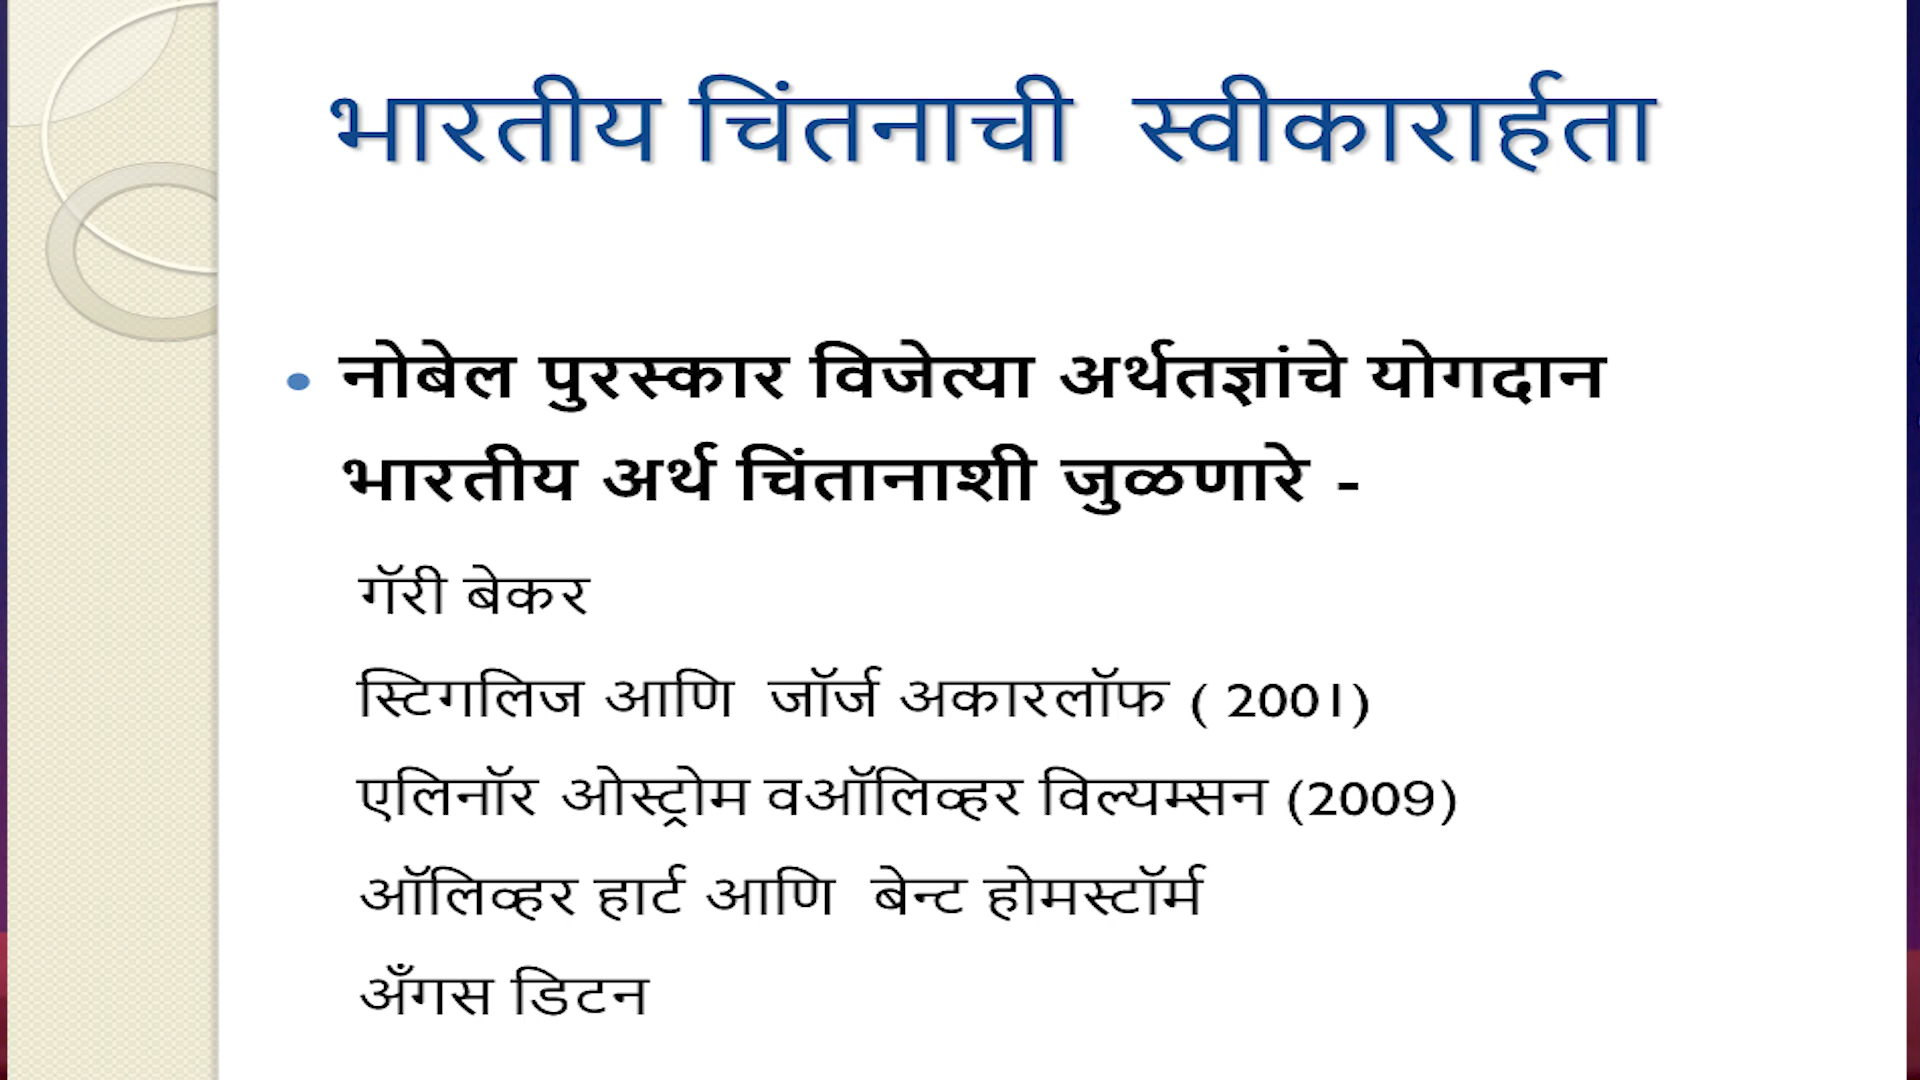 भारतीय चिंतनाची स्वीकारार्हता
• नोबेल पुरस्कार विजेत्या अर्थतज्ञांचे योगदान
भारतीय अर्थ चिंतानाशी जुळणारे -
गॅरी बेकर
स्टिगलिज आणि जॉर्ज अकारलॉफ ( 2001)
एलिनॉर ओस्ट्रोम वऑलिव्हर विल्यम्सन (2009)
ऑलिव्हर हार्ट आणि बेन्ट होमस्टॉर्म
अँगस डिटन